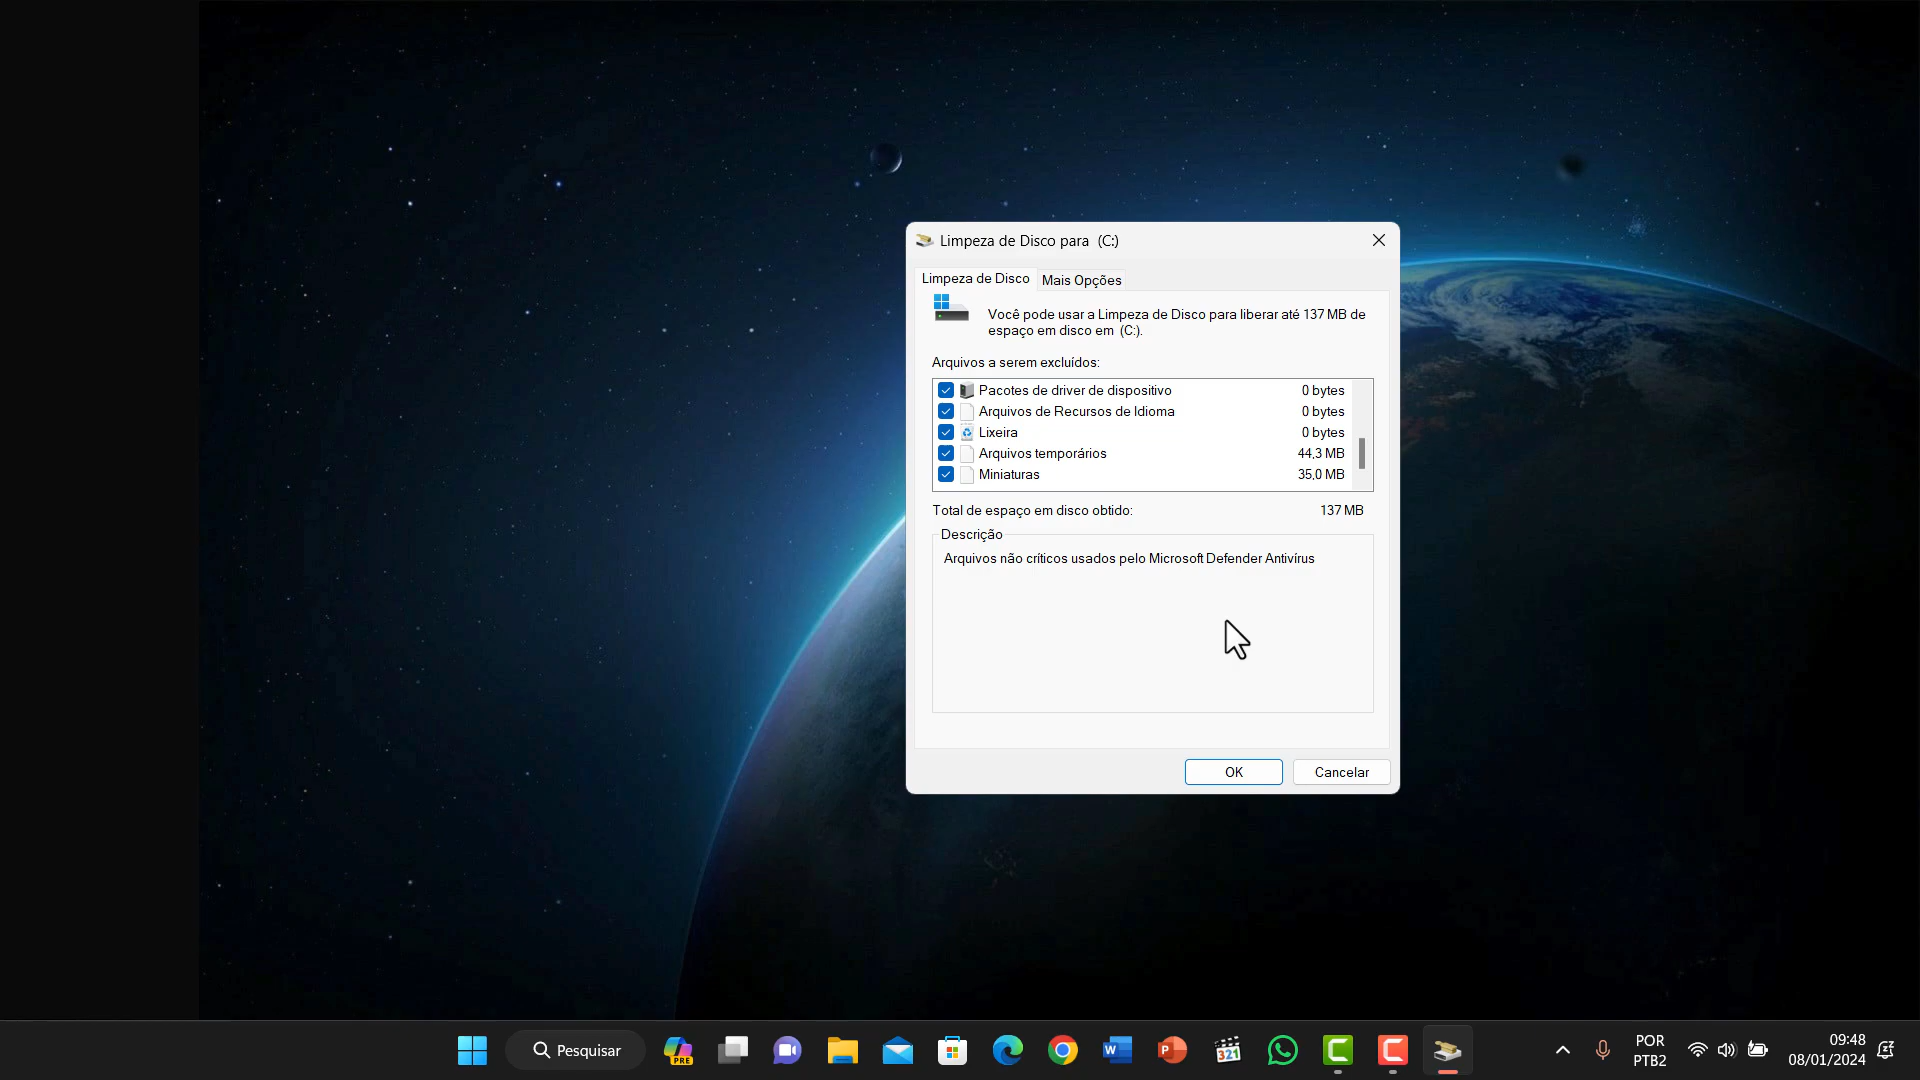 Limpeza de Disco para (C:)
Limpeza de Disco
Mais Opções
Você pode usar a Limpeza de Disco para liberar até 137 MB de
espaço em disco em (C:).
Arquivos a serem excluídos:
Pacotes de driver de dispositivo 0 bytes
Arquivos de Recursos de Idioma 0 bytes
Lixeira 0 bytes
Arquivos temporários 44,3 MB
Miniaturas 35,0 MB
Total de espaço em disco obtido: 137 MB
Descrição
Arquivos não críticos usados pelo Microsoft Defender Antivírus
OK
Cancelar
Pesquisar
PRE
W
P
321
C
C
POR
PTB2
09:48
08/01/2024